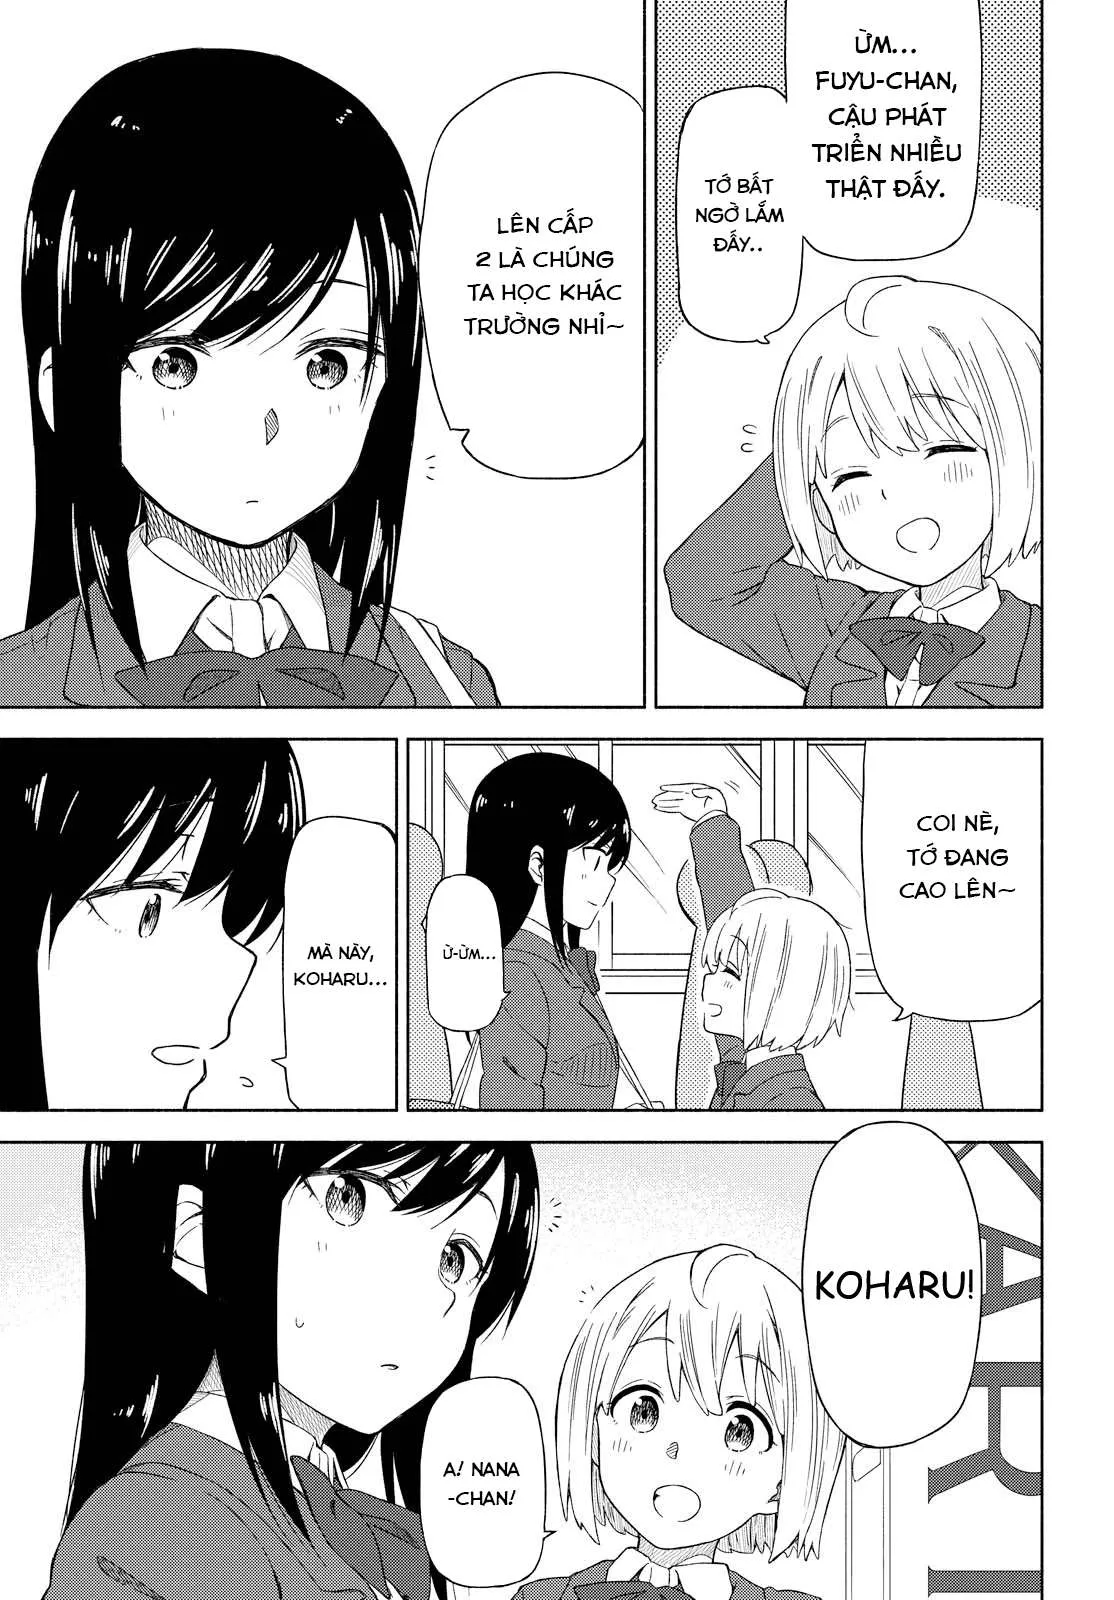 ỪM...
FUYU-CHAN,
CẬU PHÁT
TRIỂN NHIỀU
THẬT ĐẤY.
TỚ BẤT
NGỜ LẮM
ĐẤY..
LÊN CẤP
2 LÀ CHÚNG
TA HỌC KHÁC
TRƯỜNG NHỈ~
COI NÈ,
TỚ ĐANG
CAO LÊN~
Ừ-ỪM...
MÀ NÀY,
KOHARU...
KOHARU!
A! NANA
-CHAN!